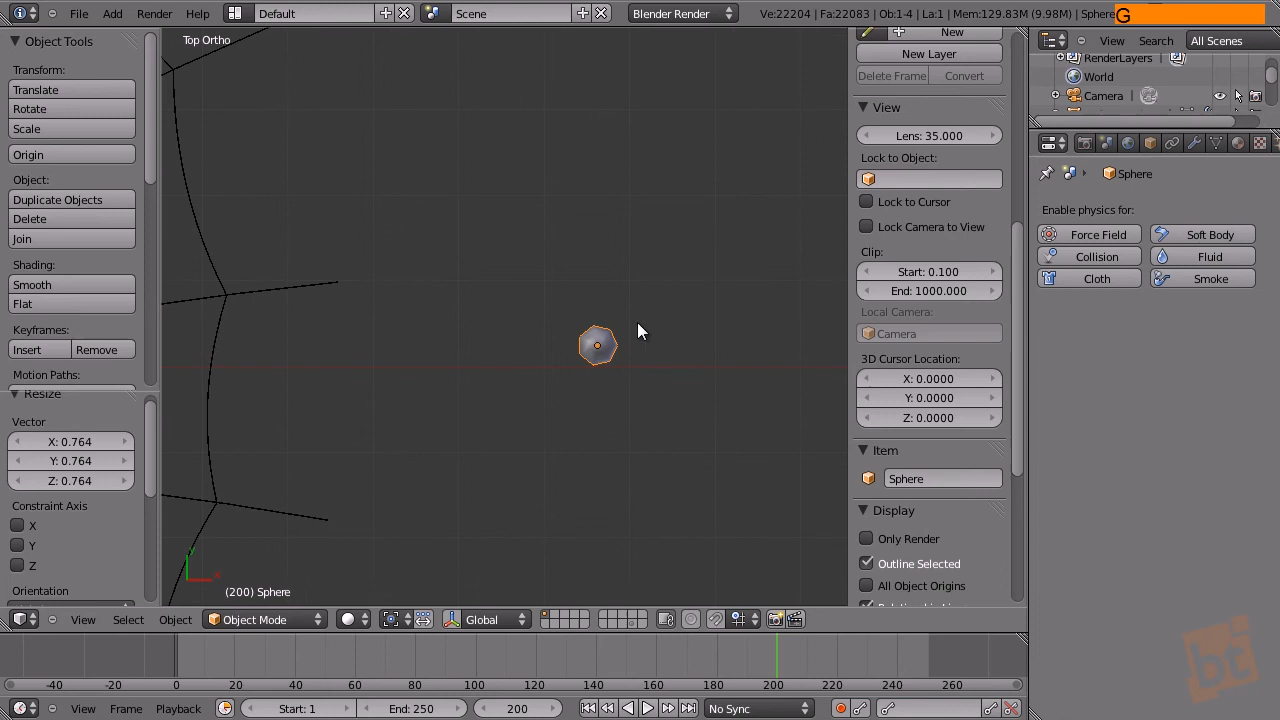 File Add Render Help Default Scene Blender Render Ve:22204 | Fa:22083 | Ob:1-4 | La:1 | Mem:129.83M (9.98M) | Sphere G
Object Tools
Transform:
Translate
Rotate
Scale
Origin
Object:
Duplicate Objects
Delete
Join
Shading:
Smooth
Flat
Keyframes:
Insert Remove
Motion Paths:
Resize
Vector
X: 0.764
Y: 0.764
Z: 0.764
Constraint Axis
X
Y
Z
Orientation
Top Ortho
y
x
(200) Sphere
New
New Layer
Delete Frame Convert
View
Lens: 35.000
Lock to Object:
Lock to Cursor
Lock Camera to View
Clip:
Start: 0.100
End: 1000.000
Local Camera:
Camera
3D Cursor Location:
X: 0.0000
Y: 0.0000
Z: 0.0000
Item
Sphere
Display
Only Render
Outline Selected
All Object Origins
View Search All Scenes
RenderLayers |
World
Camera |
Sphere
Enable physics for:
Force Field Soft Body
Collision Fluid
Cloth Smoke
View Select Object Object Mode Global
-40 -20 0 20 40 60 80 100 120 140 160 180 200 220 240 260
View Frame Playback Start: 1 End: 250 200 No Sync
bc